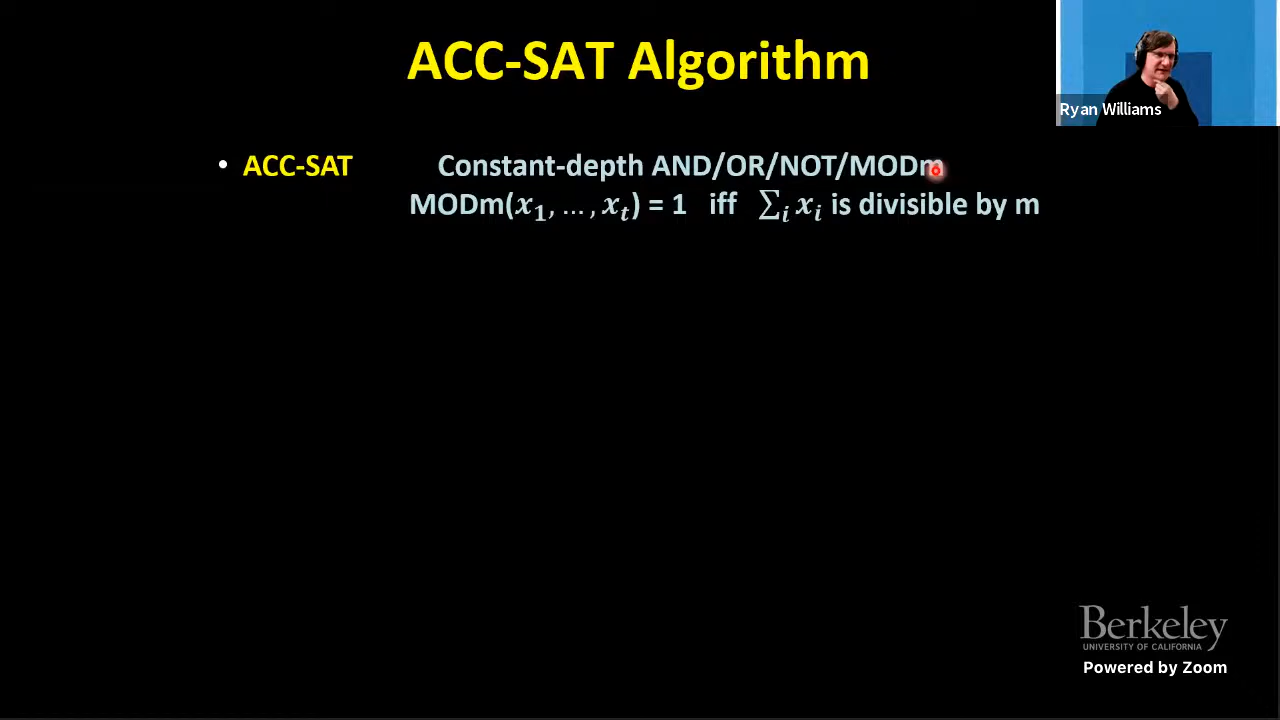 ACC-SAT Algorithm
Ryan Williams
• ACC-SAT Constant-depth AND/OR/NOT/MODm
MODm(x₁, …, xₜ) = 1 iff ∑ᵢ xᵢ is divisible by m
Berkeley
UNIVERSITY OF CALIFORNIA
Powered by Zoom